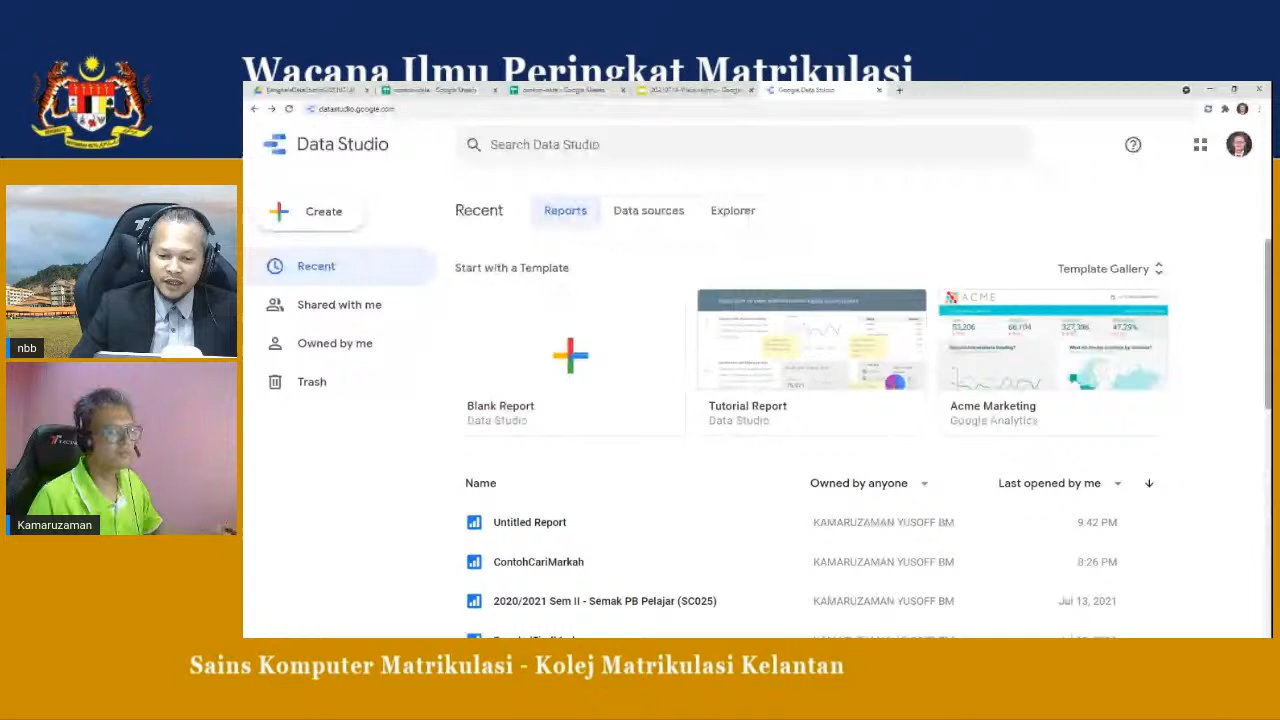 Wacana Ilmu Peringkat Matrikulasi
datastudio.google.com
Data Studio
Search Data Studio
Create
Recent
Reports
Data sources
Explorer
Recent
Shared with me
Owned by me
Trash
Start with a Template
Template Gallery
Blank Report
Data Studio
Tutorial Report
Data Studio
ACME
Acme Marketing
Google Analytics
Name
Owned by anyone
Last opened by me
Untitled Report
KAMARUZAMAN YUSOFF BM
9:42 PM
ContohCariMarkah
KAMARUZAMAN YUSOFF BM
8:26 PM
2020/2021 Sem II - Semak PB Pelajar (SC025)
KAMARUZAMAN YUSOFF BM
Jul 13, 2021
nbb
Kamaruzaman
Sains Komputer Matrikulasi - Kolej Matrikulasi Kelantan